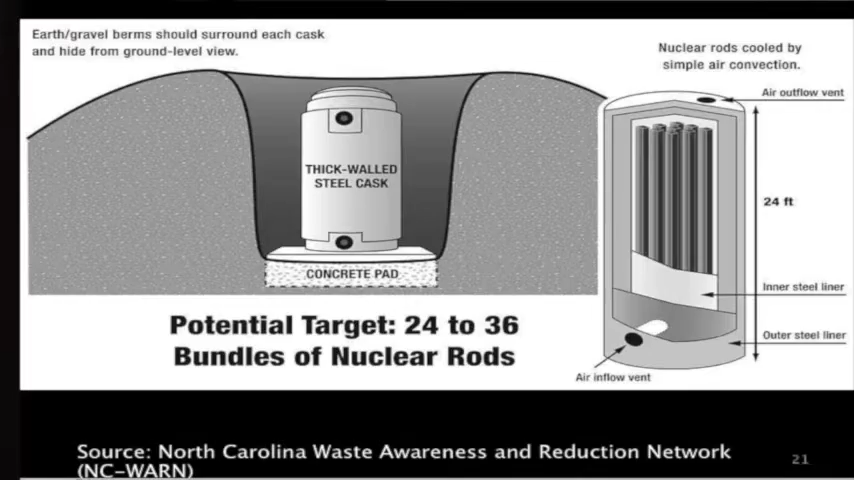 Earth/gravel berms should surround each cask
and hide from ground-level view.
Nuclear rods cooled by
simple air convection.
Air outflow vent
THICK-WALLED
STEEL CASK
24 ft
CONCRETE PAD
Inner steel liner
Potential Target: 24 to 36
Bundles of Nuclear Rods
Outer steel liner
Air inflow vent
Source: North Carolina Waste Awareness and Reduction Network
(NC-WARN)
21